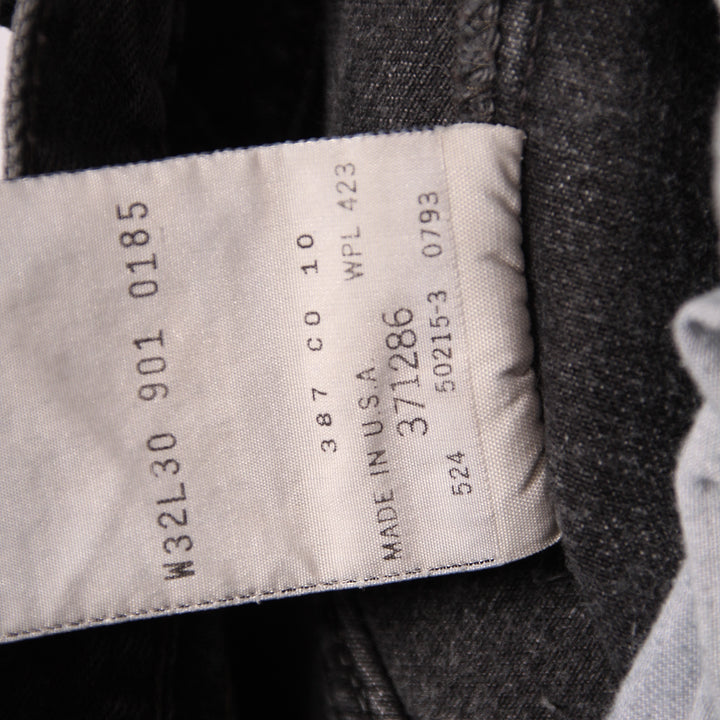 W32L30 901 0185
387 CO 10
WPL 423
MADE IN U.S.A.
371286
524 50215-3 0793